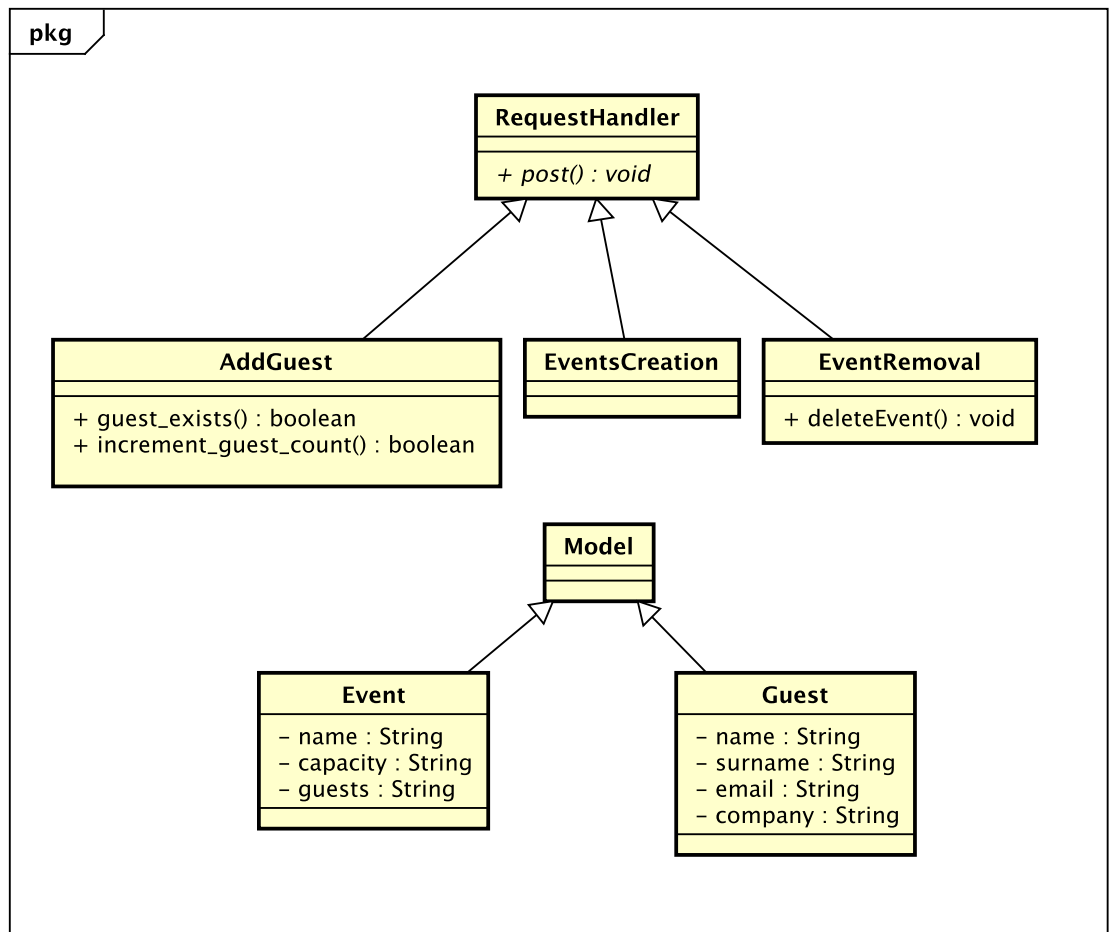 pkg
RequestHandler
+ post() : void
AddGuest
+ guest_exists() : boolean
+ increment_guest_count() : boolean
EventsCreation
EventRemoval
+ deleteEvent() : void
Model
Event
- name : String
- capacity : String
- guests : String
Guest
- name : String
- surname : String
- email : String
- company : String